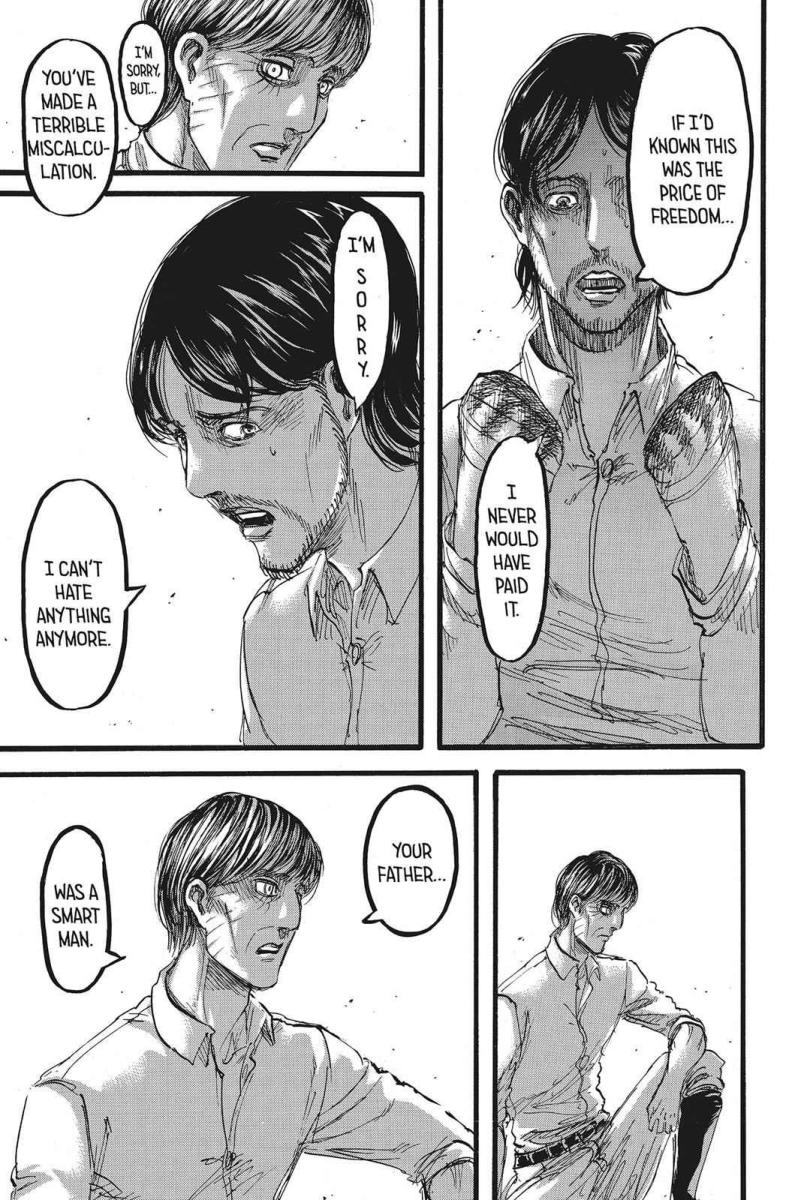 IF I'D
KNOWN THIS
WAS THE
PRICE OF
FREEDOM...
I
NEVER
WOULD
HAVE
PAID
IT.
I'M
SORRY,
BUT...
YOU'VE
MADE A
TERRIBLE
MISCALCU-
LATION.
I'M
S
O
R
R
Y.
I CAN'T
HATE
ANYTHING
ANYMORE.
YOUR
FATHER...
WAS A
SMART
MAN.